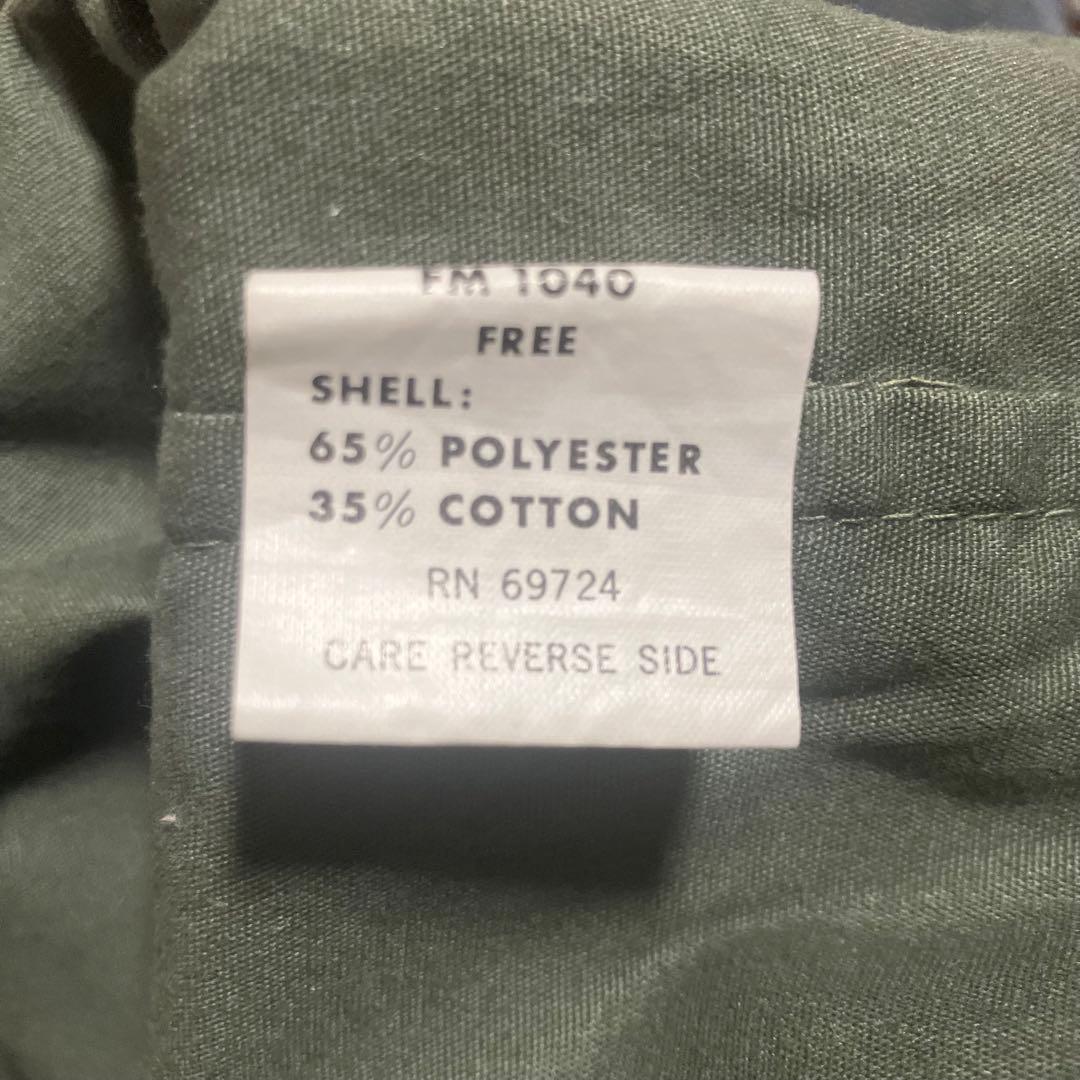 FM 1040
FREE
SHELL:
65% POLYESTER
35% COTTON
RN 69724
CARE REVERSE SIDE